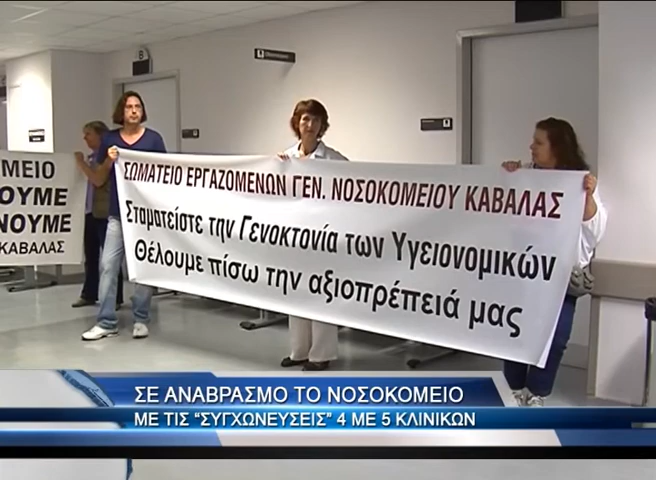 ΜΕΙΟ
ΟΥΜΕ
ΝΟΥΜΕ
ΚΑΒΑΛΑΣ
ΣΩΜΑΤΕΙΟ ΕΡΓΑΖΟΜΕΝΩΝ ΓΕΝ. ΝΟΣΟΚΟΜΕΙΟΥ ΚΑΒΑΛΑΣ
Σταματείστε την Γενοκτονία των Υγειονομικών
Θέλουμε πίσω την αξιοπρέπειά μας
ΣΕ ΑΝΑΒΡΑΣΜΟ ΤΟ ΝΟΣΟΚΟΜΕΙΟ
ΜΕ ΤΙΣ “ΣΥΓΧΩΝΕΥΣΕΙΣ” 4 ΜΕ 5 ΚΛΙΝΙΚΩΝ